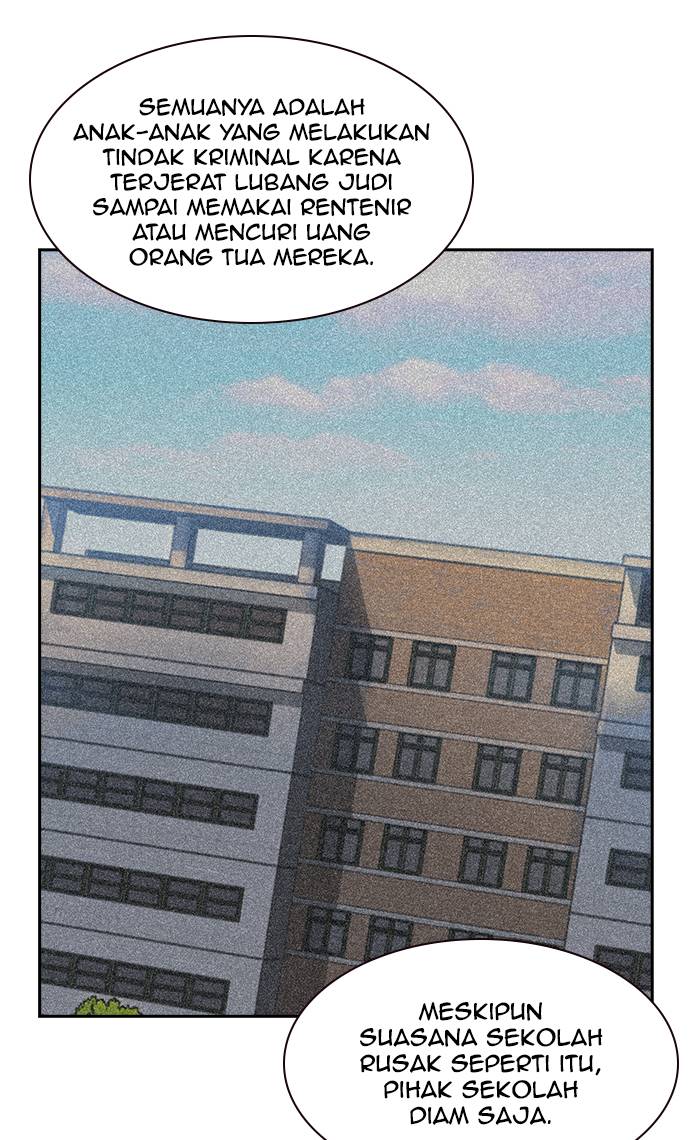 SEMUANYA ADALAH
ANAK-ANAK YANG MELAKUKAN
TINDAK KRIMINAL KARENA
TERJERAT LUBANG JUDI
SAMPAI MEMAKAI RENTENIR
ATAU MENCURI UANG
ORANG TUA MEREKA.
MESKIPUN
SUASANA SEKOLAH
RUSAK SEPERTI ITU,
PIHAK SEKOLAH
DIAM SAJA.